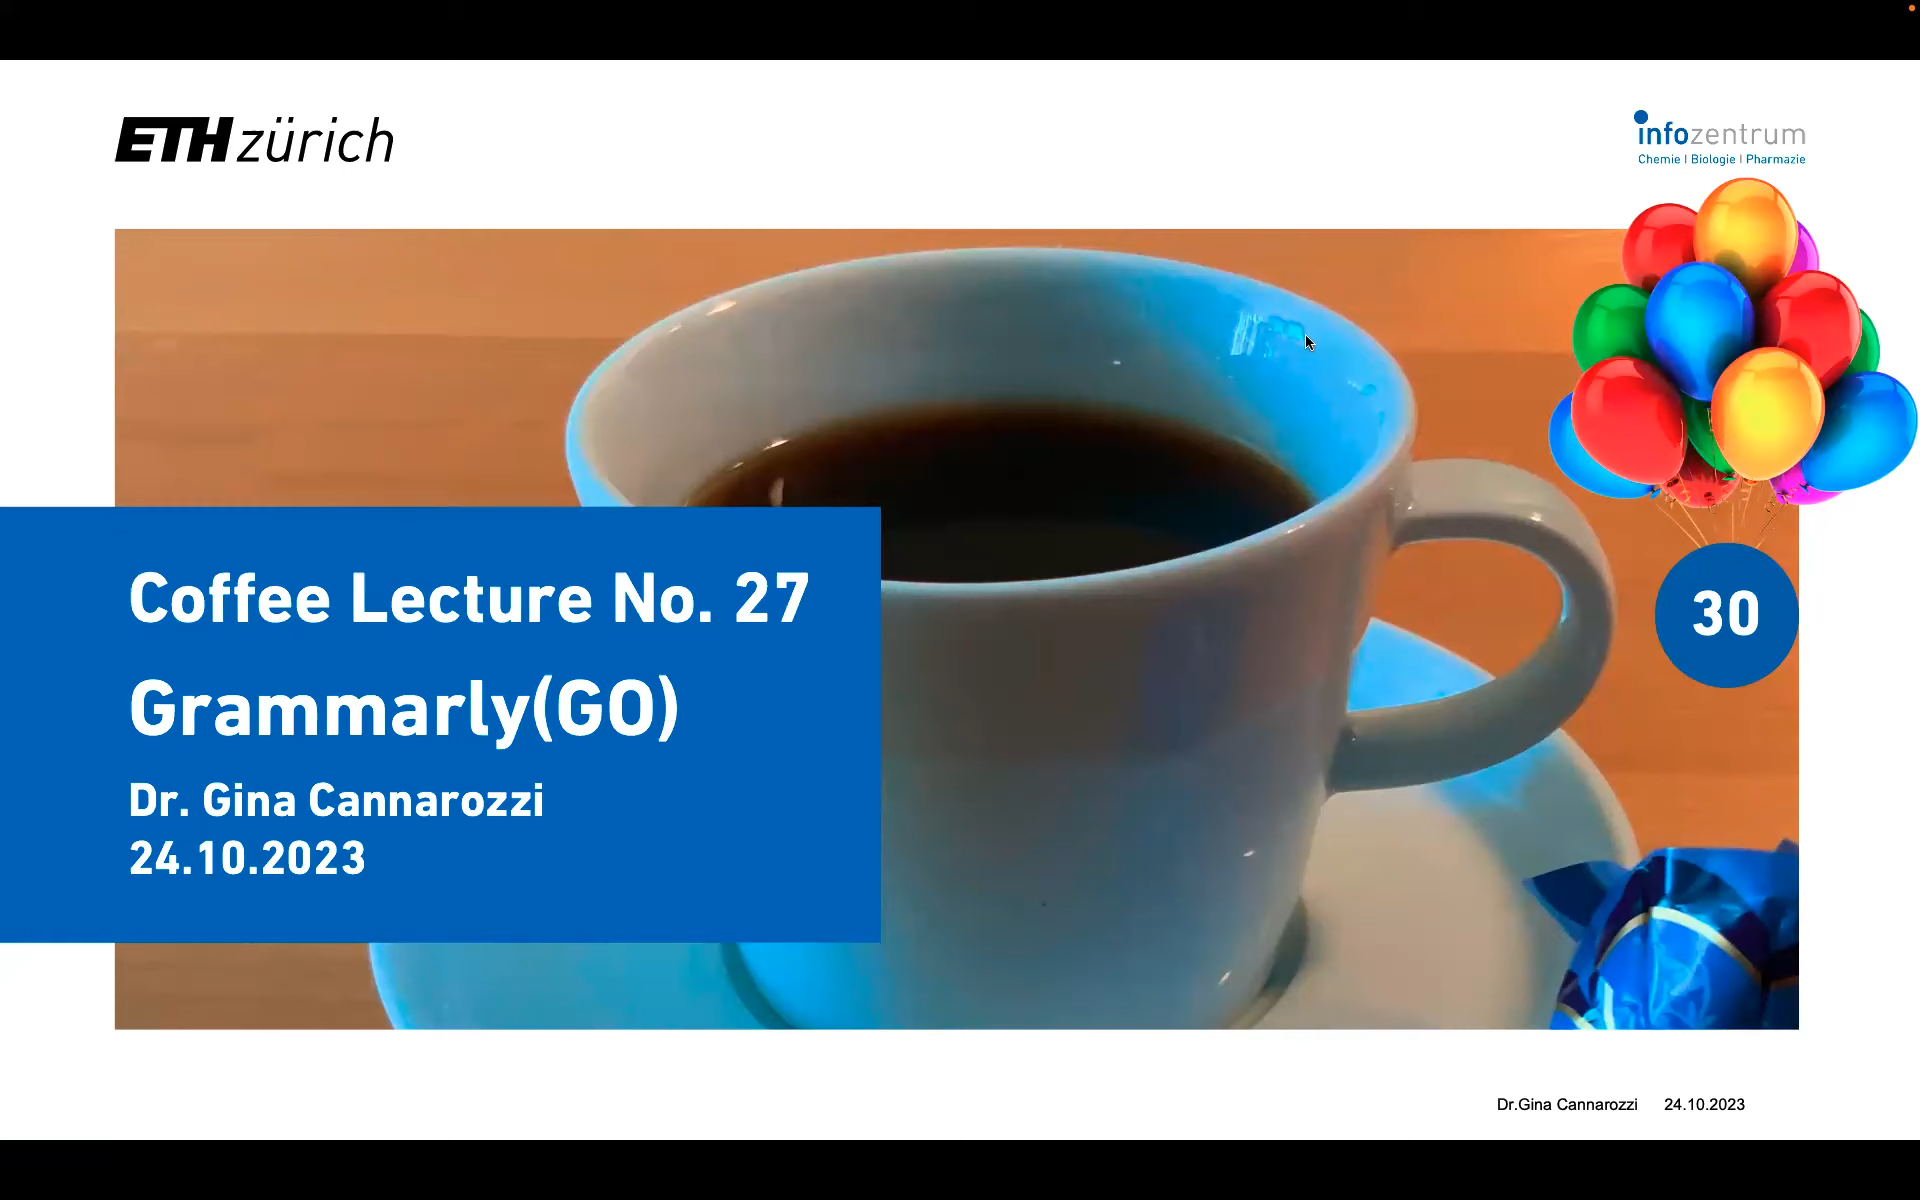 ETH zürich
infozentrum
Chemie | Biologie | Pharmazie
Coffee Lecture No. 27
Grammarly(GO)
Dr. Gina Cannarozzi
24.10.2023
30
Dr.Gina Cannarozzi 24.10.2023